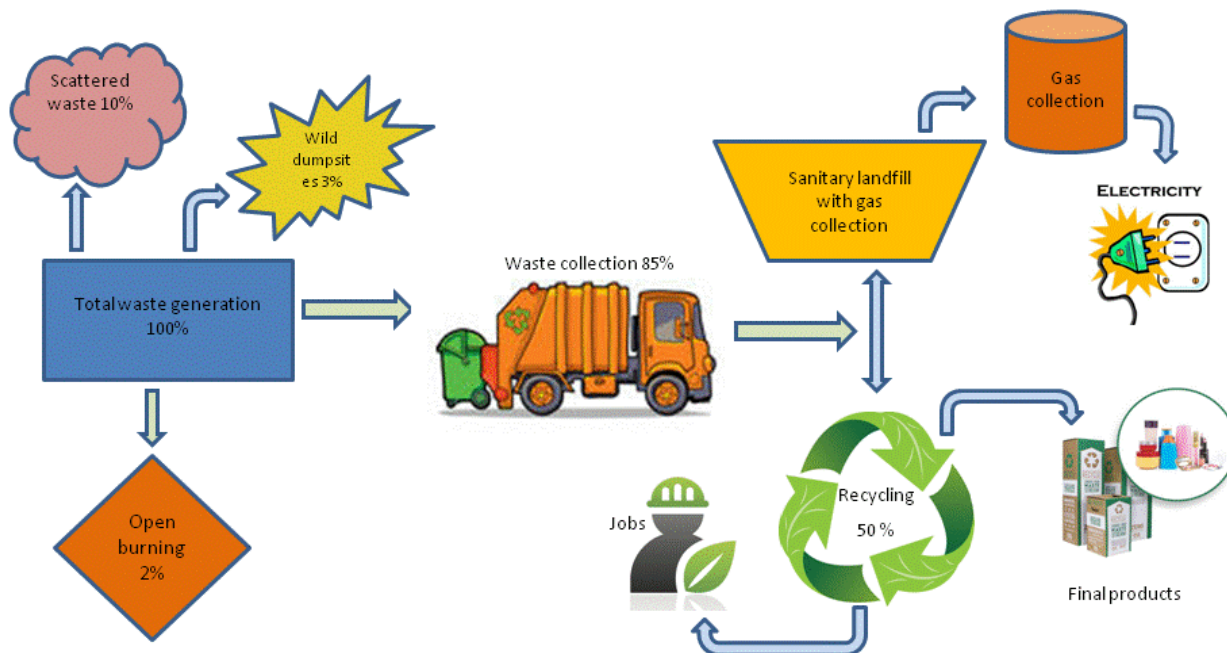 Scattered
waste 10%
Wild
dumpsit
es 3%
Total waste generation
100%
Open
burning
2%
Waste collection 85%
Sanitary landfill
with gas
collection
Gas
collection
ELECTRICITY
Recycling
50 %
Jobs
Final products